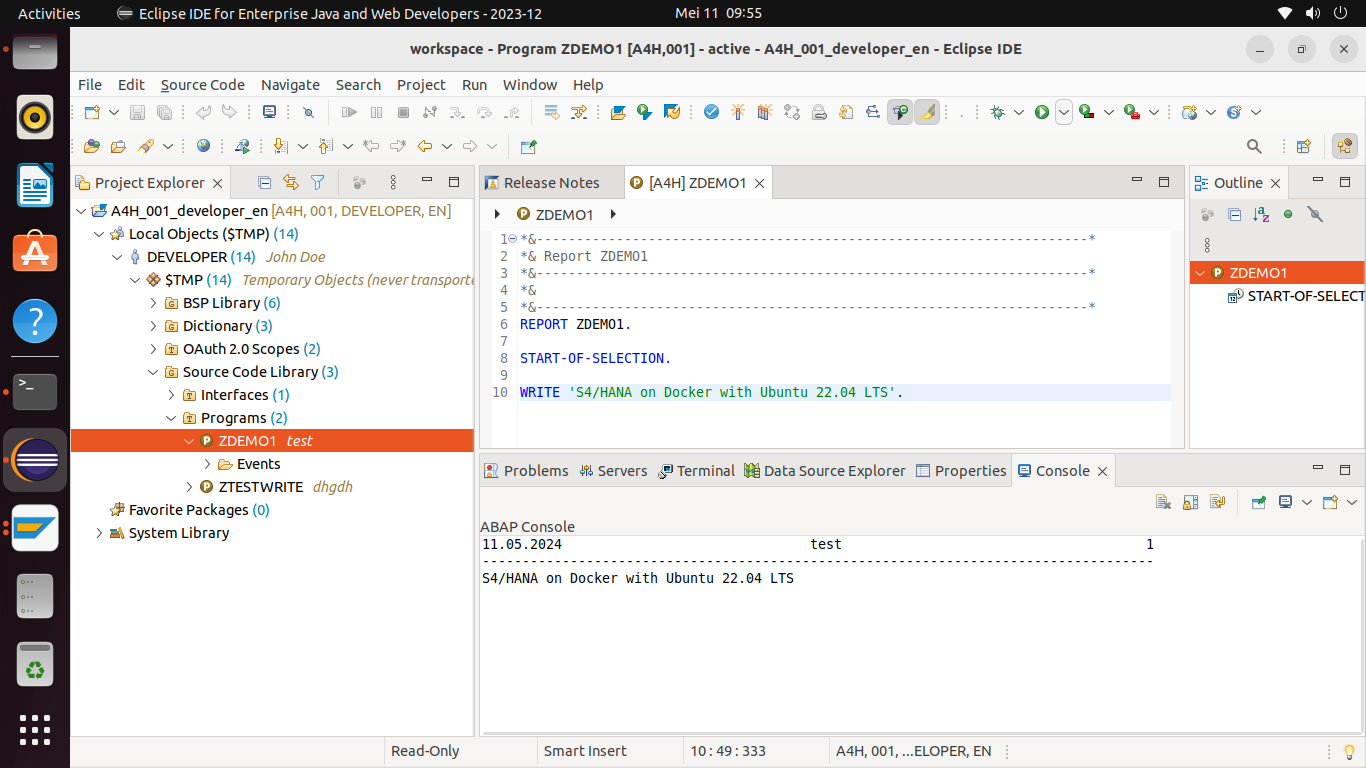 Activities
Eclipse IDE for Enterprise Java and Web Developers - 2023-12
Mei 11 09:55
workspace - Program ZDEMO1 [A4H,001] - active - A4H_001_developer_en - Eclipse IDE
File Edit Source Code Navigate Search Project Run Window Help
Project Explorer
A4H_001_developer_en [A4H, 001, DEVELOPER, EN]
Local Objects ($TMP) (14)
DEVELOPER (14) John Doe
$TMP (14) Temporary Objects (never transporte
BSP Library (6)
Dictionary (3)
OAuth 2.0 Scopes (2)
Source Code Library (3)
Interfaces (1)
Programs (2)
ZDEMO1 test
Events
ZTESTWRITE dhgdh
Favorite Packages (0)
System Library
Release Notes
[A4H] ZDEMO1
ZDEMO1
1 *&---------------------------------------------------------------------*
2 *& Report ZDEMO1
3 *&---------------------------------------------------------------------*
4 *&
5 *&---------------------------------------------------------------------*
6 REPORT ZDEMO1.
7
8 START-OF-SELECTION.
9
10 WRITE 'S4/HANA on Docker with Ubuntu 22.04 LTS'.
Outline
ZDEMO1
START-OF-SELECT
Problems Servers Terminal Data Source Explorer Properties Console
ABAP Console
11.05.2024 test 1
------------------------------------------------------------------------------------
S4/HANA on Docker with Ubuntu 22.04 LTS
Read-Only
Smart Insert
10 : 49 : 333
A4H, 001, ...ELOPER, EN